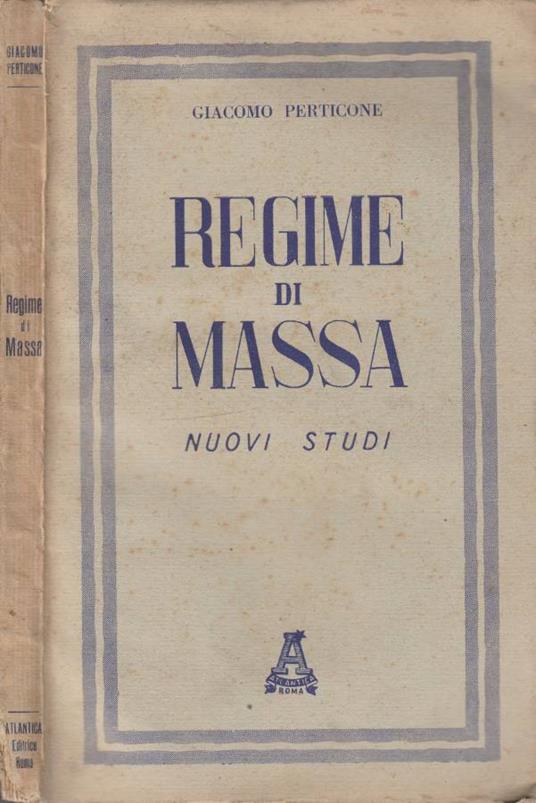 GIACOMO
PERTICONE
Regime
di
Massa
ATLANTICA
Editrice
Roma
GIACOMO PERTICONE
REGIME
DI
MASSA
NUOVI STUDI
A
ATLANTICA
ROMA